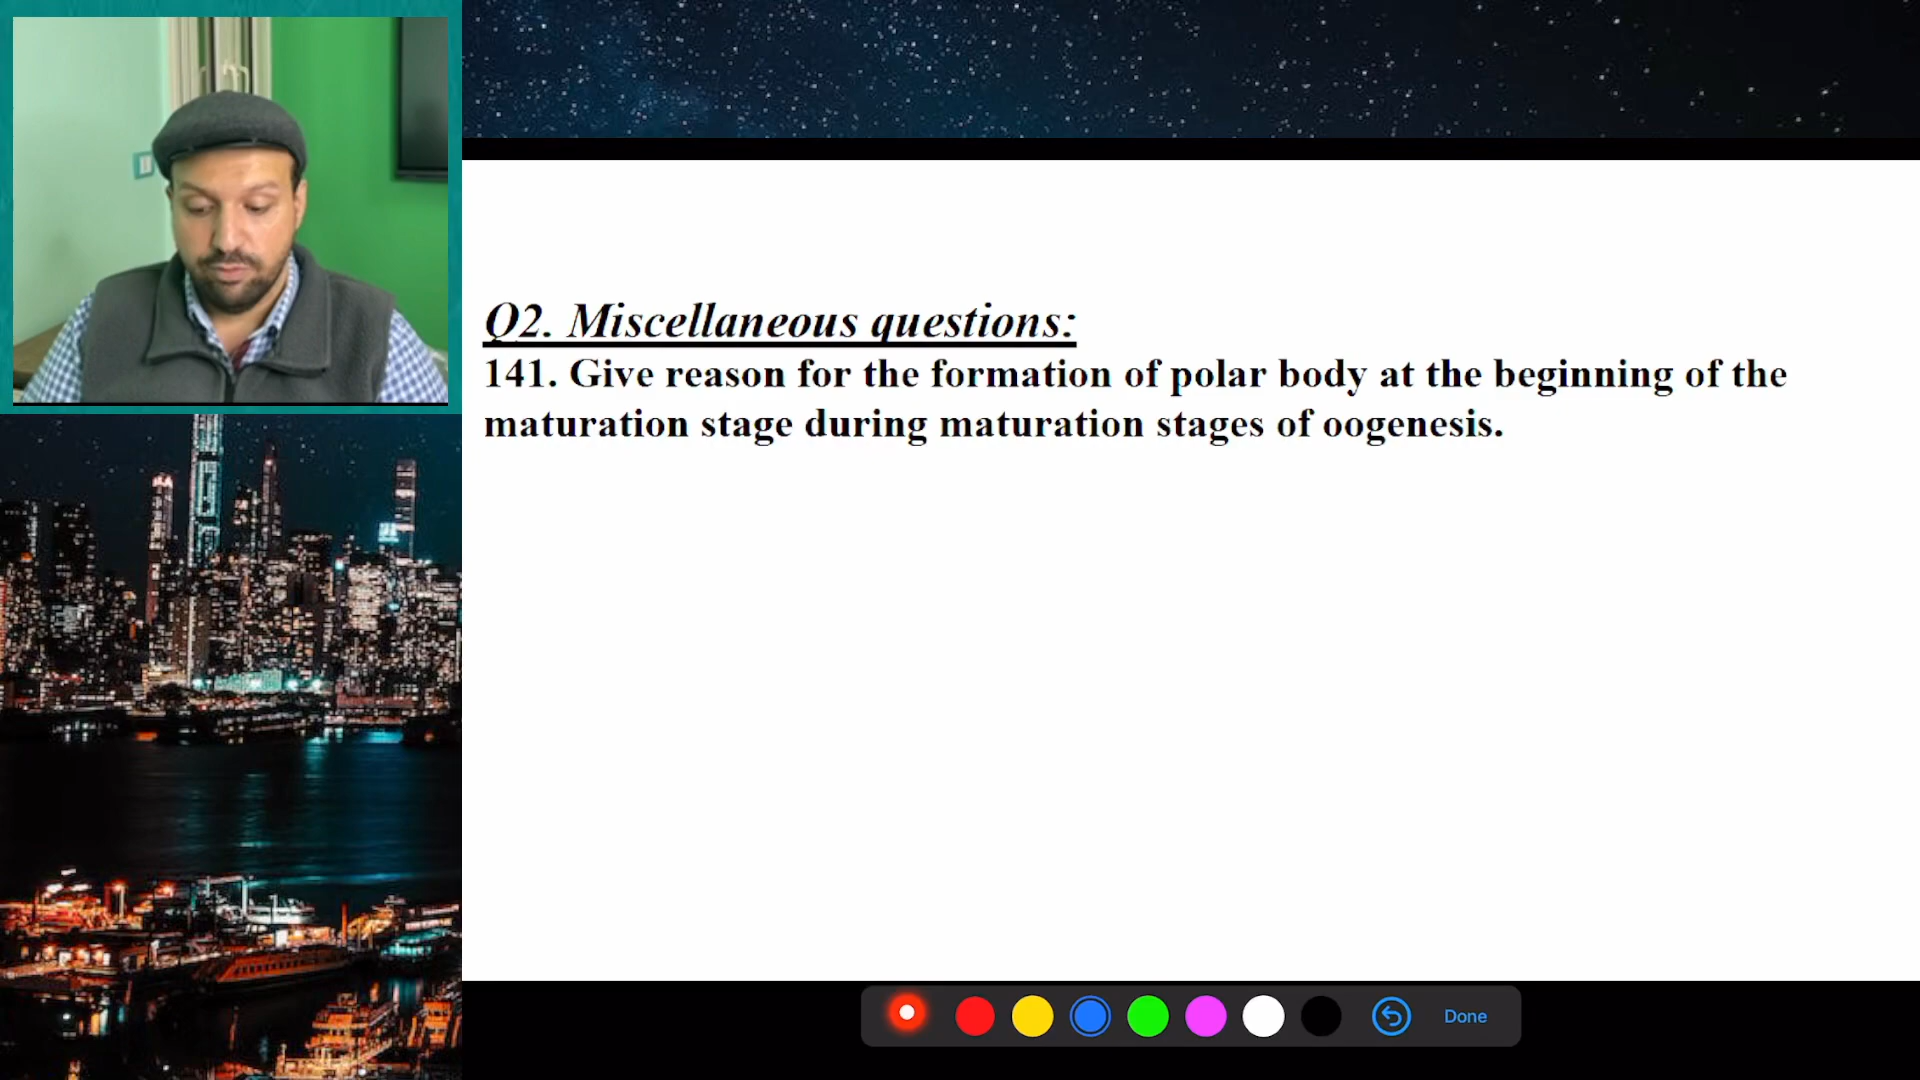 Q2. Miscellaneous questions:
141. Give reason for the formation of polar body at the beginning of the
maturation stage during maturation stages of oogenesis.
Done